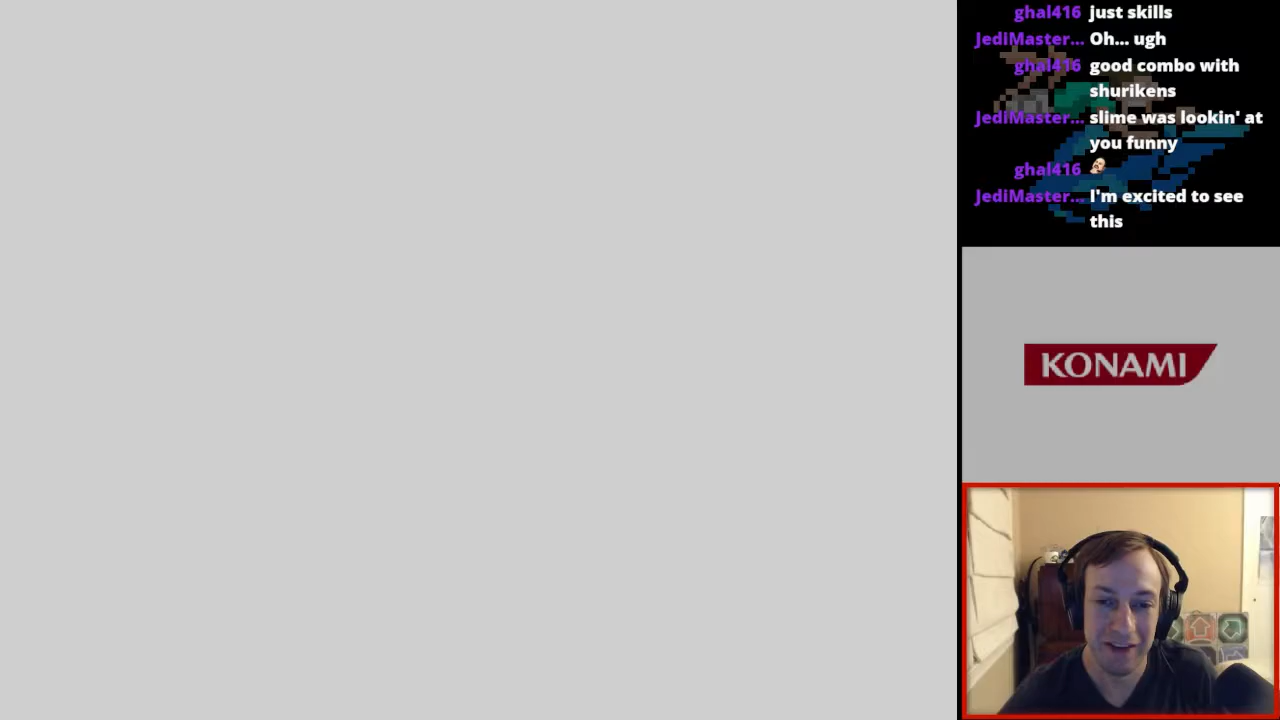 ghal416 just skills
JediMaster... Oh... ugh
ghal416 good combo with
shurikens
JediMaster... slime was lookin' at
you funny
ghal416
JediMaster... I'm excited to see
this
KONAMI